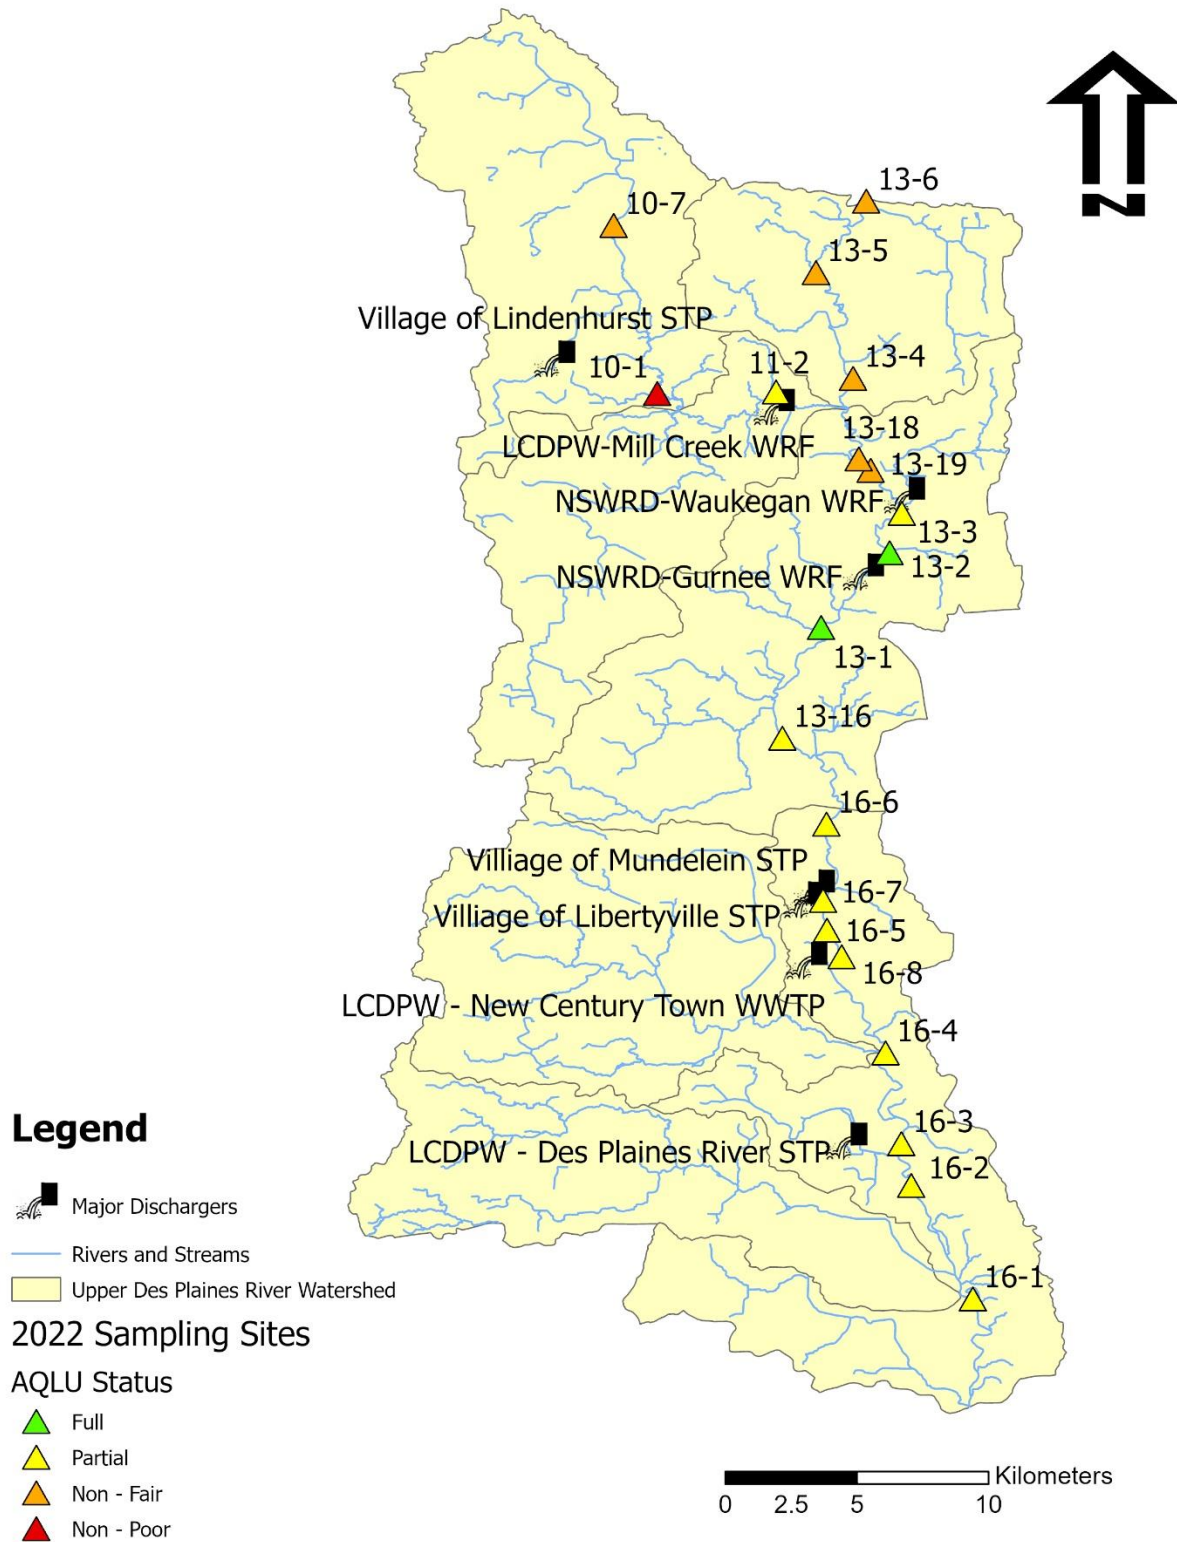 13-6
10-7
N
13-5
Village of Lindenhurst STP
10-1
11-2
13-4
13-18
LCDPW-Mill Creek WRF
13-19
NSWRD-Waukegan WRF
13-3
13-2
NSWRD-Gurnee WRF
13-1
13-16
16-6
Villiage of Mundelein STP
16-7
Villiage of Libertyville STP
16-5
16-8
LCDPW - New Century Town WWTP
16-4
16-3
LCDPW - Des Plaines River STP
16-2
16-1
Legend
Major Dischargers
Rivers and Streams
Upper Des Plaines River Watershed
2022 Sampling Sites
AQLU Status
Full
Partial
Non - Fair
Non - Poor
Kilometers
0 2.5 5 10